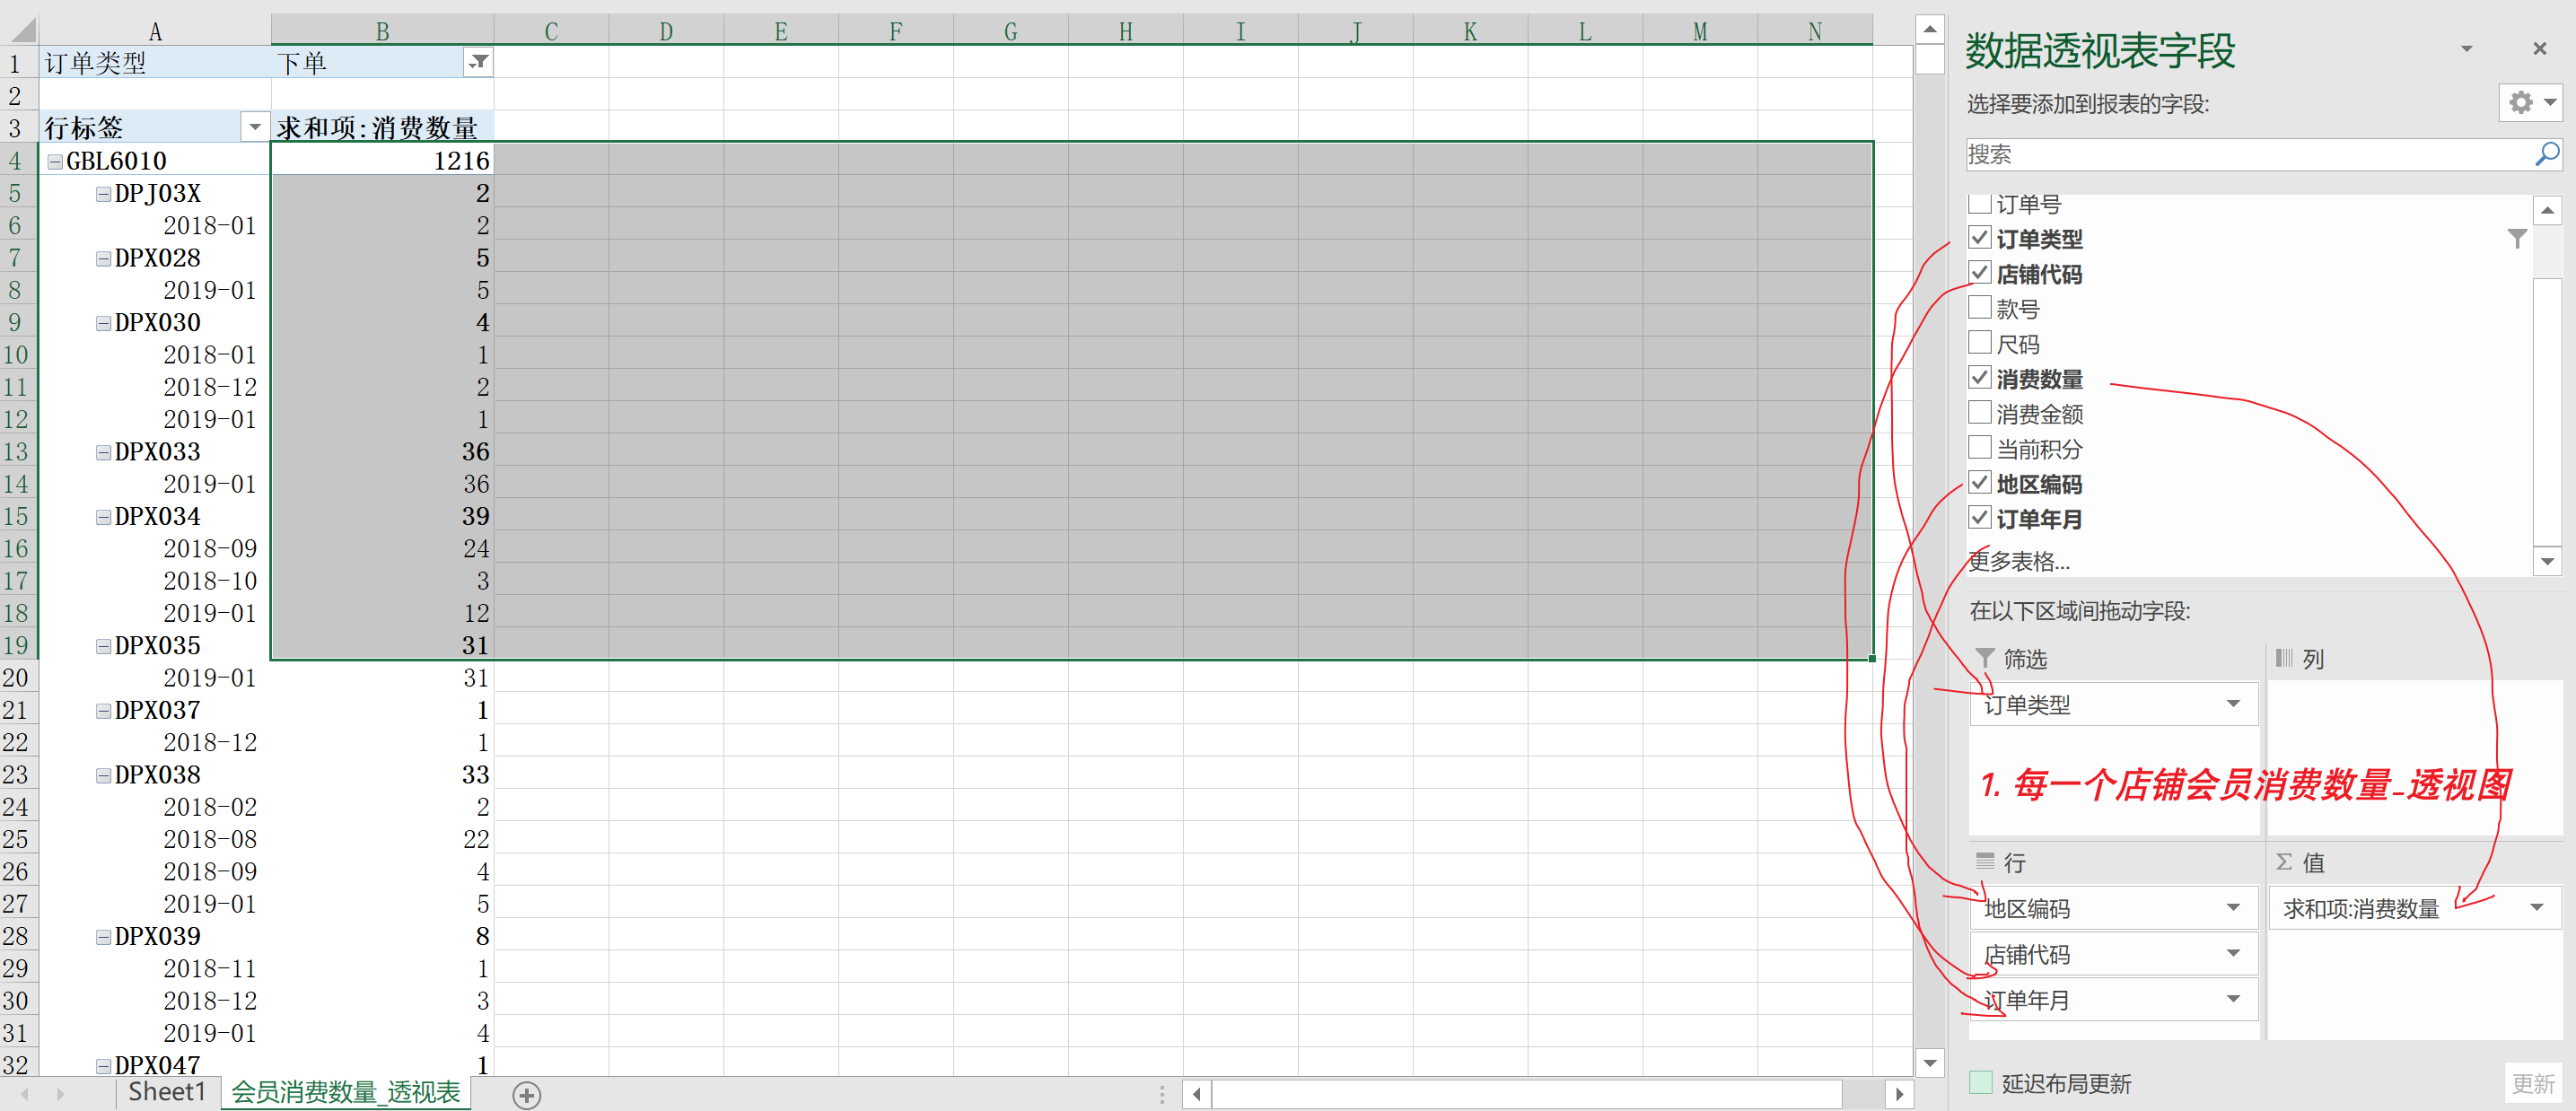 A B C D E F G H I J K L M N
1 订单类型 下单
2
3 行标签 求和项:消费数量
4 GBL6010 1216
5 DPJ03X 2
6 2018-01 2
7 DPX028 5
8 2019-01 5
9 DPX030 4
10 2018-01 1
11 2018-12 2
12 2019-01 1
13 DPX033 36
14 2019-01 36
15 DPX034 39
16 2018-09 24
17 2018-10 3
18 2019-01 12
19 DPX035 31
20 2019-01 31
21 DPX037 1
22 2018-12 1
23 DPX038 33
24 2018-02 2
25 2018-08 22
26 2018-09 4
27 2019-01 5
28 DPX039 8
29 2018-11 1
30 2018-12 3
31 2019-01 4
32 DPX047 1
Sheet1 会员消费数量_透视表
数据透视表字段
选择要添加到报表的字段:
搜索
订单号
订单类型
店铺代码
款号
尺码
消费数量
消费金额
当前积分
地区编码
订单年月
更多表格...
在以下区域间拖动字段:
筛选 列
订单类型
1. 每一个店铺会员消费数量_透视图
行 Σ 值
地区编码 求和项:消费数量
店铺代码
订单年月
延迟布局更新 更新